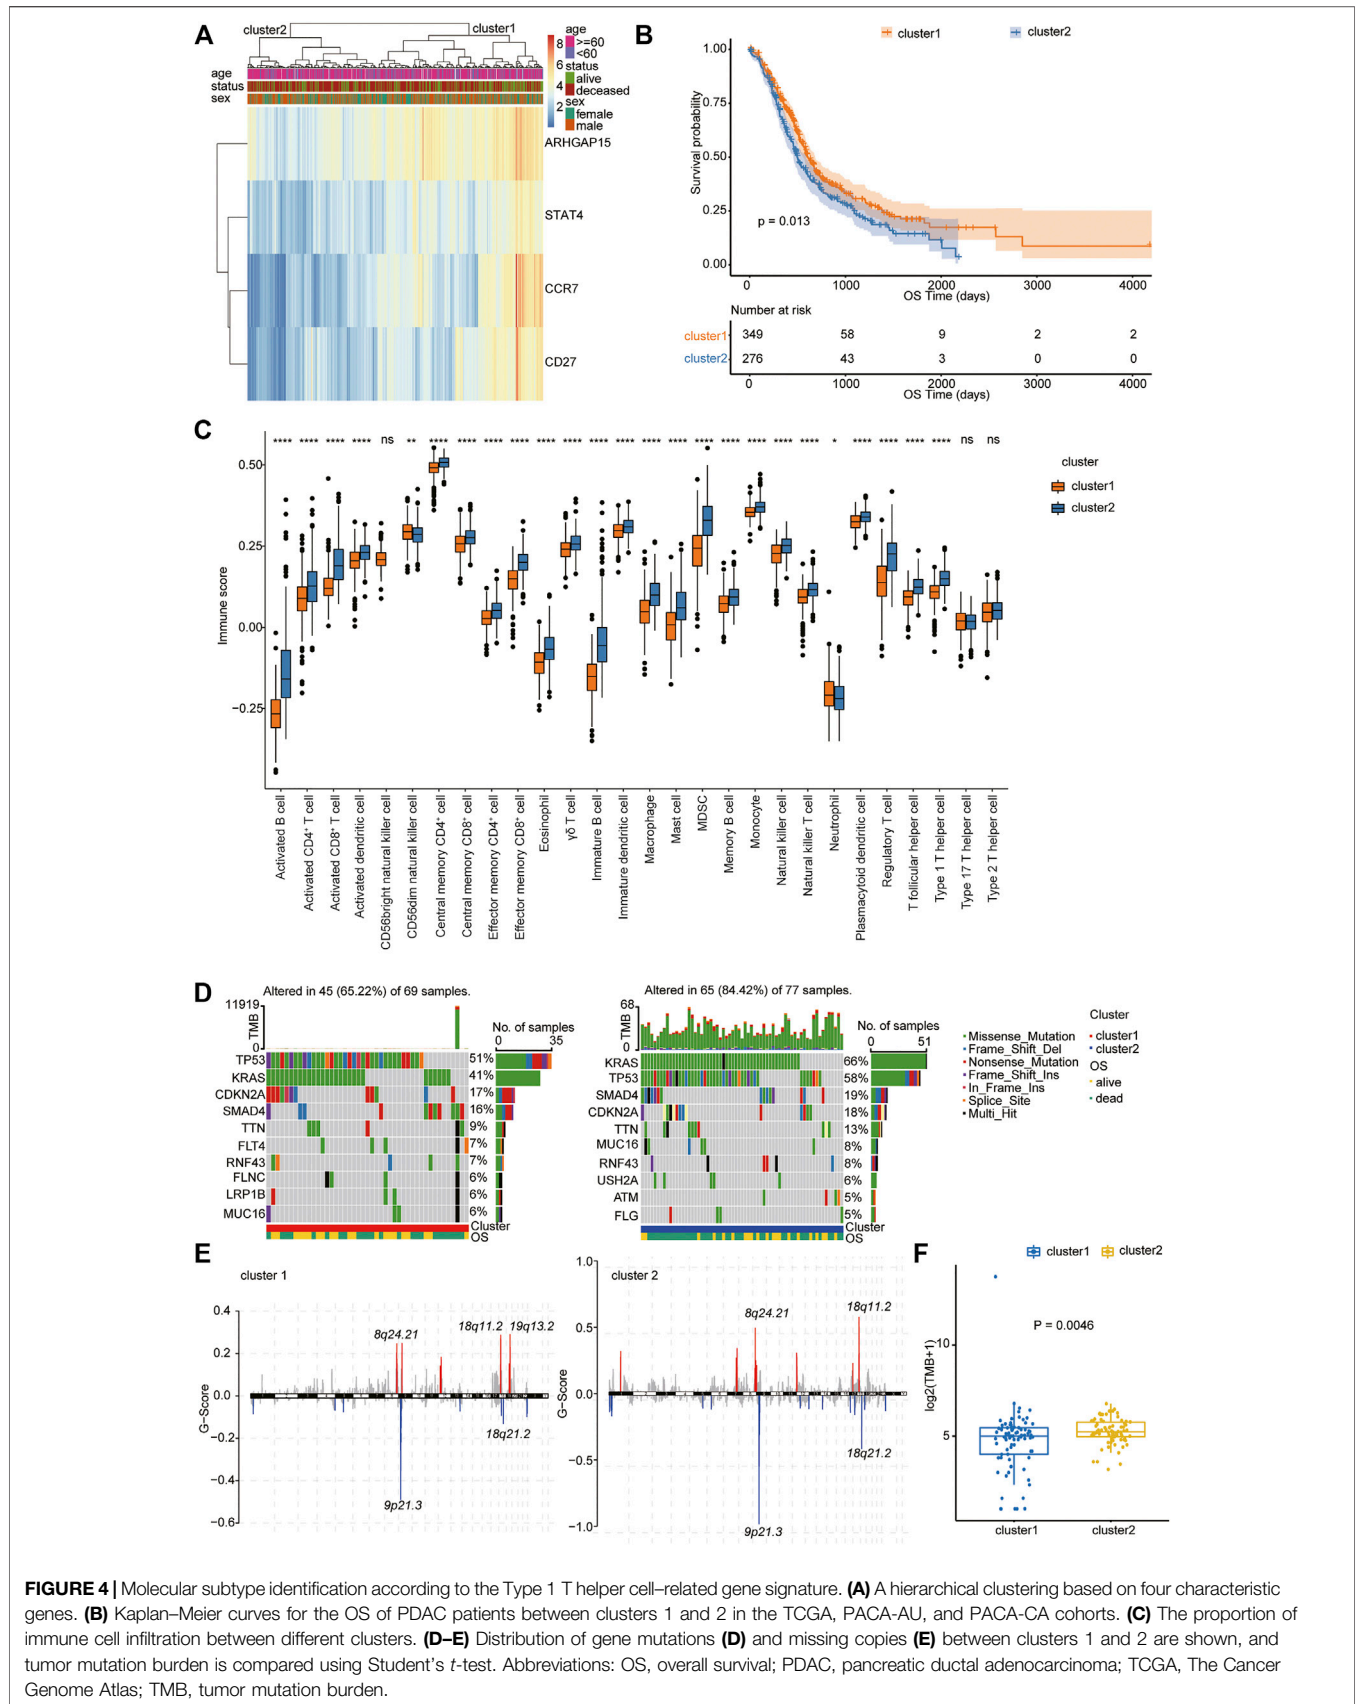 A
cluster2
cluster1
age
status
sex
8
6
4
2
age
>=60
<60
status
alive
deceased
sex
female
male
ARHGAP15
STAT4
CCR7
CD27
B
cluster1
cluster2
Survival probability
1.00
0.75
0.50
0.25
0.00
p = 0.013
0
1000
2000
3000
4000
OS Time (days)
Number at risk
cluster1
349
58
9
2
2
cluster2
276
43
3
0
0
0
1000
2000
3000
4000
OS Time (days)
C
**** **** **** **** ns ** **** **** **** **** **** **** **** **** **** **** **** **** **** **** **** * **** **** **** **** ns ns
Immune score
0.50
0.25
0.00
−0.25
cluster
cluster1
cluster2
Activated B cell
Activated CD4⁺ T cell
Activated CD8⁺ T cell
Activated dendritic cell
CD56bright natural killer cell
CD56dim natural killer cell
Central memory CD4⁺ cell
Central memory CD8⁺ cell
Effector memory CD4⁺ cell
Effector memory CD8⁺ cell
Eosinophil
γδ T cell
Immature B cell
Immature dendritic cell
Macrophage
Mast cell
MDSC
Memory B cell
Monocyte
Natural killer cell
Natural killer T cell
Neutrophil
Plasmacytoid dendritic cell
Regulatory T cell
T follicular helper cell
Type 1 T helper cell
Type 17 T helper cell
Type 2 T helper cell
D
Altered in 45 (65.22%) of 69 samples.
11919
TMB
0
No. of samples
0
35
TP53 51%
KRAS 41%
CDKN2A 17%
SMAD4 16%
TTN 9%
FLT4 7%
RNF43 7%
FLNC 6%
LRP1B 6%
MUC16 6%
Cluster
OS
Altered in 65 (84.42%) of 77 samples.
68
TMB
0
No. of samples
0
51
KRAS 66%
TP53 58%
SMAD4 19%
CDKN2A 18%
TTN 13%
MUC16 8%
RNF43 8%
USH2A 6%
ATM 5%
FLG 5%
Cluster
OS
Missense_Mutation
Frame_Shift_Del
Nonsense_Mutation
Frame_Shift_Ins
In_Frame_Ins
Splice_Site
Multi_Hit
Cluster
cluster1
cluster2
OS
alive
dead
E
cluster 1
G−Score
0.4
0.2
0.0
−0.2
−0.4
−0.6
8q24.21
18q11.2
19q13.2
18q21.2
9p21.3
cluster 2
G−Score
1.0
0.5
0.0
−0.5
−1.0
8q24.21
18q11.2
18q21.2
9p21.3
F
cluster1
cluster2
P = 0.0046
log2(TMB+1)
10
5
cluster1
cluster2
FIGURE 4 | Molecular subtype identification according to the Type 1 T helper cell–related gene signature. (A) A hierarchical clustering based on four characteristic
genes. (B) Kaplan–Meier curves for the OS of PDAC patients between clusters 1 and 2 in the TCGA, PACA-AU, and PACA-CA cohorts. (C) The proportion of
immune cell infiltration between different clusters. (D–E) Distribution of gene mutations (D) and missing copies (E) between clusters 1 and 2 are shown, and
tumor mutation burden is compared using Student's t-test. Abbreviations: OS, overall survival; PDAC, pancreatic ductal adenocarcinoma; TCGA, The Cancer
Genome Atlas; TMB, tumor mutation burden.